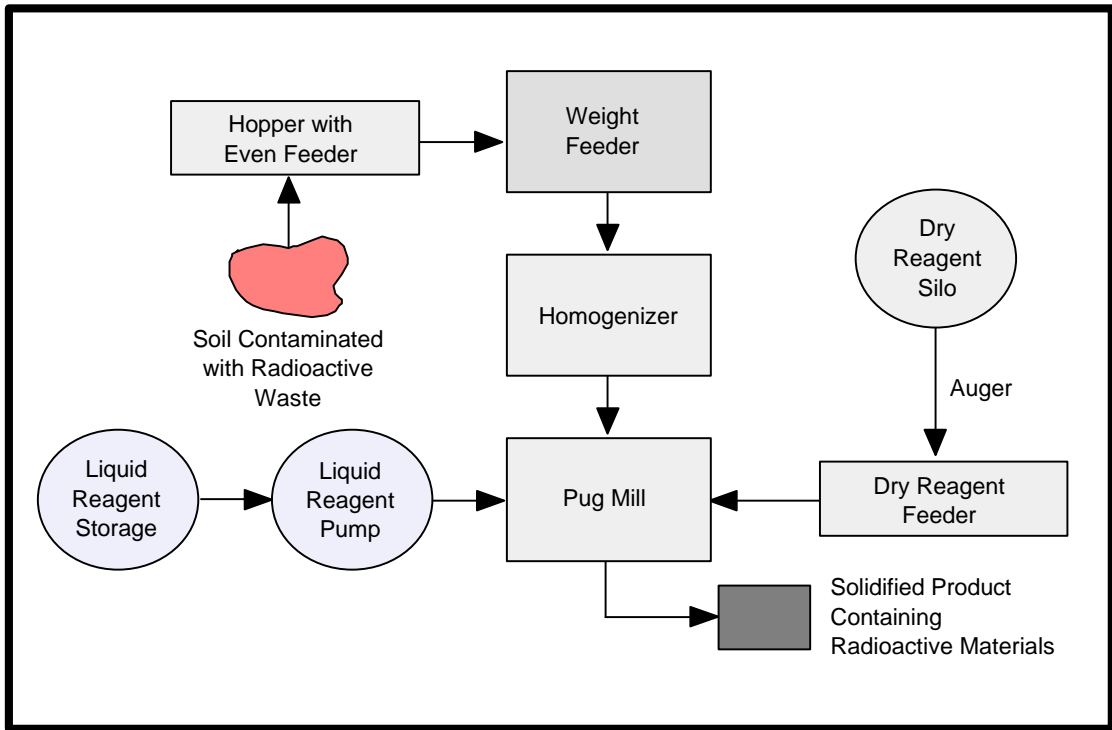 Hopper with
Even Feeder
Weight
Feeder
Dry
Reagent
Silo
Homogenizer
Soil Contaminated
with Radioactive
Waste
Auger
Liquid
Reagent
Storage
Liquid
Reagent
Pump
Pug Mill
Dry Reagent
Feeder
Solidified Product
Containing
Radioactive Materials